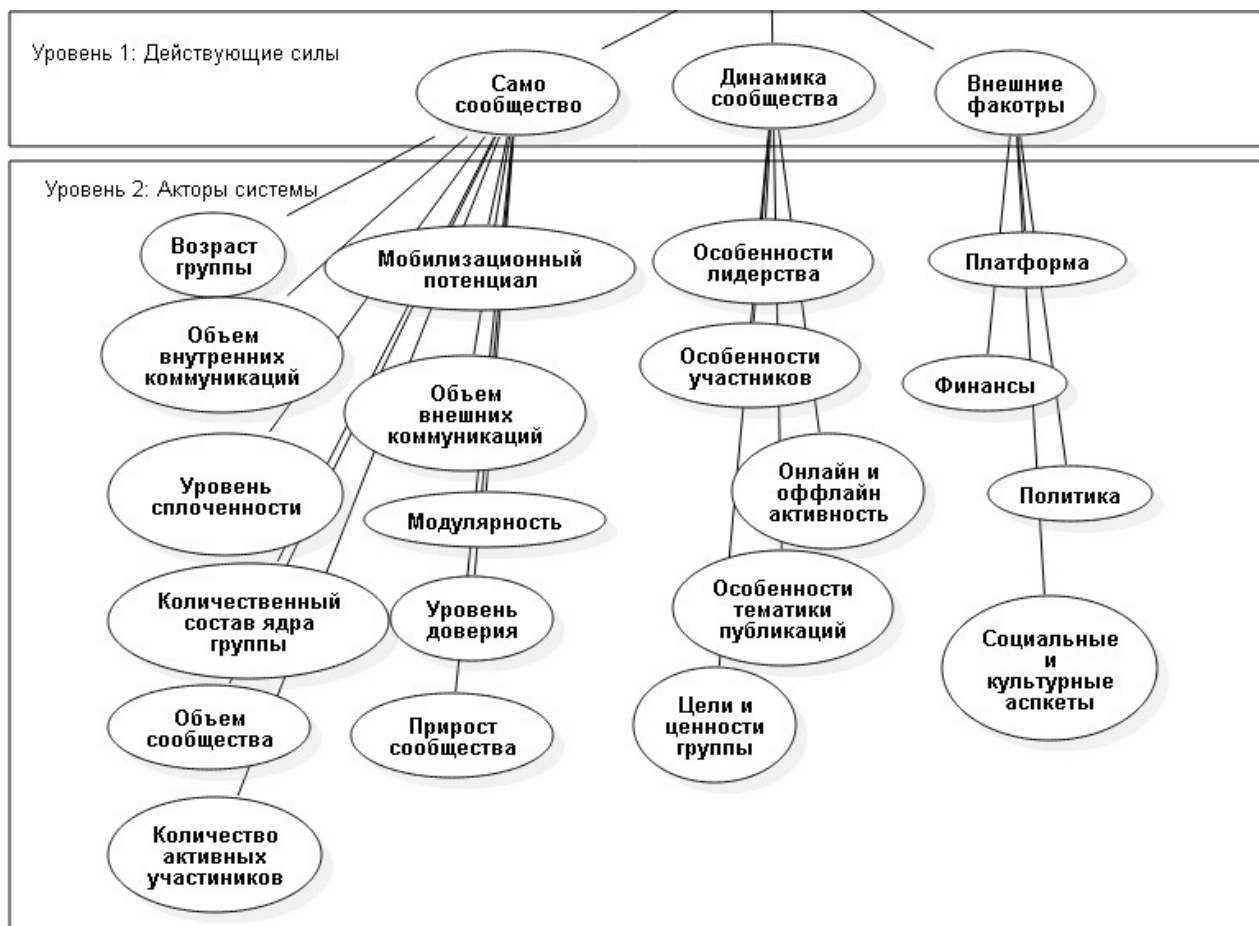 Уровень 1: Действующие силы
Само
сообщество
Динамика
сообщества
Внешние
факотры
Уровень 2: Акторы системы
Возраст
группы
Мобилизационный
потенциал
Особенности
лидерства
Платформа
Объем
внутренних
коммуникаций
Объем
внешних
коммуникаций
Особенности
участников
Финансы
Уровень
сплоченности
Модулярность
Онлайн и
оффлайн
активность
Политика
Количественный
состав ядра
группы
Уровень
доверия
Особенности
тематики
публикаций
Социальные
и
культурные
аспкеты
Объем
сообщества
Прирост
сообщества
Цели и
ценности
группы
Количество
активных
участиников